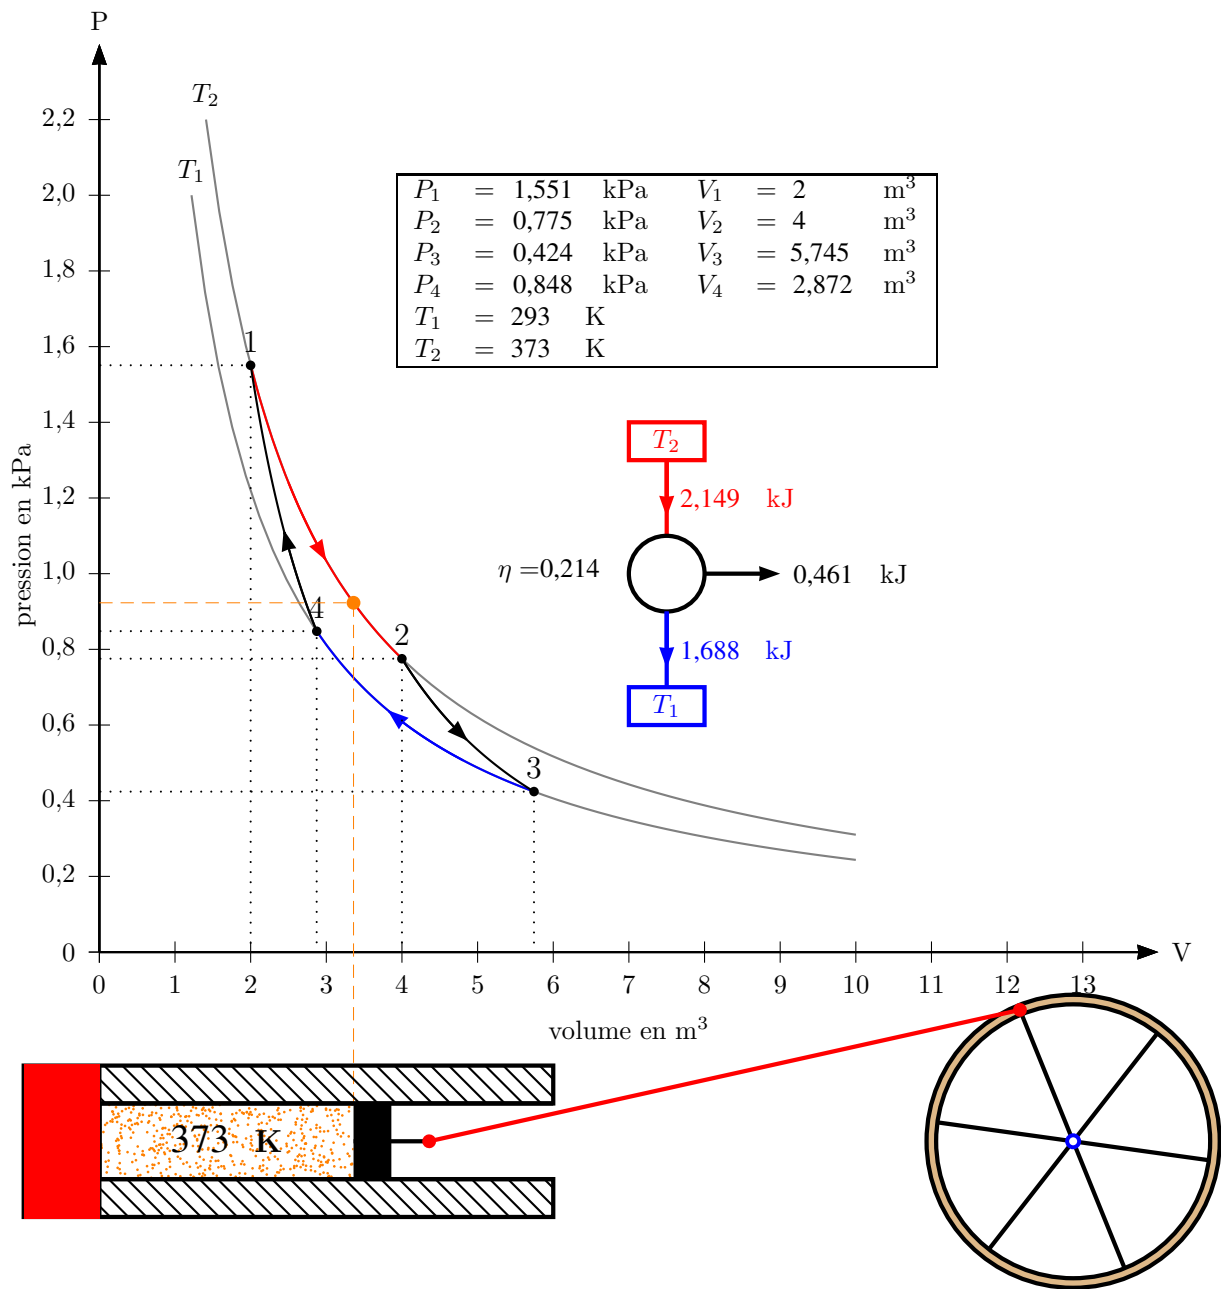 P
T₂
T₁
2,2
2,0
1,8
1,6
1,4
1,2
1,0
0,8
0,6
0,4
0,2
0
pression en kPa
P₁ = 1,551 kPa V₁ = 2 m³
P₂ = 0,775 kPa V₂ = 4 m³
P₃ = 0,424 kPa V₃ = 5,745 m³
P₄ = 0,848 kPa V₄ = 2,872 m³
T₁ = 293 K
T₂ = 373 K
1
4
2
3
T₂
2,149 kJ
η =0,214
0,461 kJ
1,688 kJ
T₁
V
0 1 2 3 4 5 6 7 8 9 10 11 12 13
volume en m³
373 K